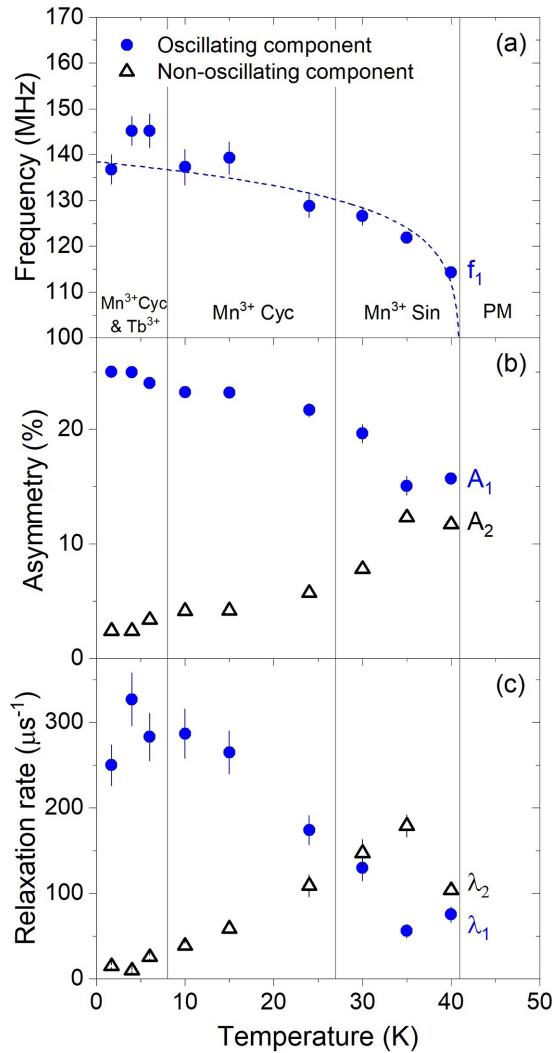 170
(a)
Oscillating component
160
Non-oscillating component
150
140
130
120
f₁
110
Mn³⁺Cyc
& Tb³⁺
Mn³⁺ Cyc
Mn³⁺ Sin
PM
100
Frequency (MHz)
(b)
20
A₁
A₂
10
0
Asymmetry (%)
(c)
300
200
100
λ₂
λ₁
0
Relaxation rate (μs⁻¹)
0 10 20 30 40 50
Temperature (K)